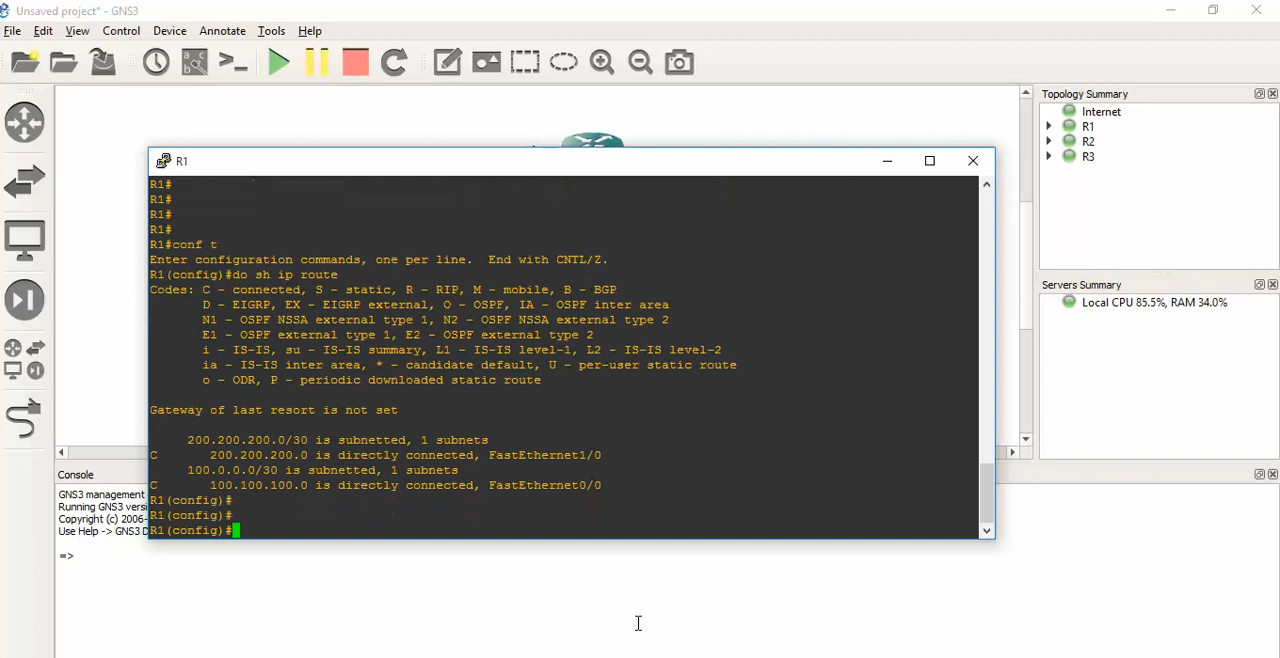 Unsaved project* - GNS3
File Edit View Control Device Annotate Tools Help
Topology Summary
Internet
R1
R2
R3
R1
R1#
R1#
R1#
R1#
R1#conf t
Enter configuration commands, one per line.  End with CNTL/Z.
R1(config)#do sh ip route
Codes: C - connected, S - static, R - RIP, M - mobile, B - BGP
D - EIGRP, EX - EIGRP external, O - OSPF, IA - OSPF inter area
N1 - OSPF NSSA external type 1, N2 - OSPF NSSA external type 2
E1 - OSPF external type 1, E2 - OSPF external type 2
i - IS-IS, su - IS-IS summary, L1 - IS-IS level-1, L2 - IS-IS level-2
ia - IS-IS inter area, * - candidate default, U - per-user static route
o - ODR, P - periodic downloaded static route
Gateway of last resort is not set
200.200.200.0/30 is subnetted, 1 subnets
C 200.200.200.0 is directly connected, FastEthernet1/0
100.0.0.0/30 is subnetted, 1 subnets
C 100.100.100.0 is directly connected, FastEthernet0/0
R1(config)#
R1(config)#
R1(config)#
Servers Summary
Local CPU 85.5%, RAM 34.0%
Console
GNS3 management
Running GNS3 versi
Copyright (c) 2006-
Use Help -> GNS3 D
=>